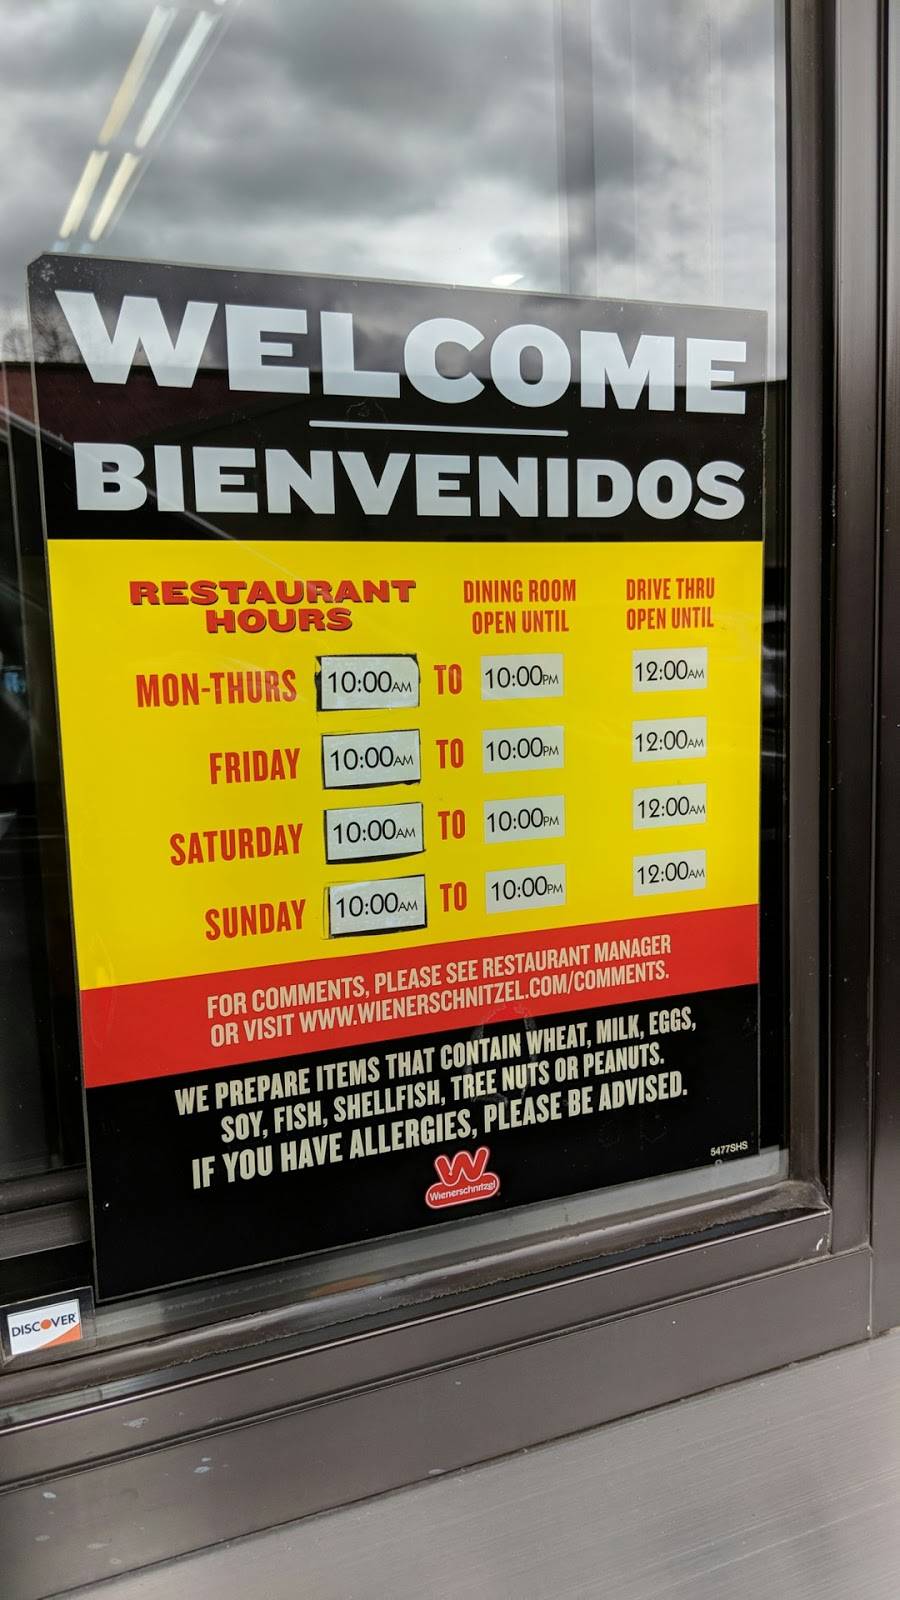 WELCOME
BIENVENIDOS
RESTAURANT HOURS
DINING ROOM OPEN UNTIL
DRIVE THRU OPEN UNTIL
MON-THURS 10:00AM TO 10:00PM 12:00AM
FRIDAY 10:00AM TO 10:00PM 12:00AM
SATURDAY 10:00AM TO 10:00PM 12:00AM
SUNDAY 10:00AM TO 10:00PM 12:00AM
FOR COMMENTS, PLEASE SEE RESTAURANT MANAGER
OR VISIT WWW.WIENERSCHNITZEL.COM/COMMENTS.
WE PREPARE ITEMS THAT CONTAIN WHEAT, MILK, EGGS,
SOY, FISH, SHELLFISH, TREE NUTS OR PEANUTS.
IF YOU HAVE ALLERGIES, PLEASE BE ADVISED.
5477SHS
W
Wienerschnitzel
DISCOVER